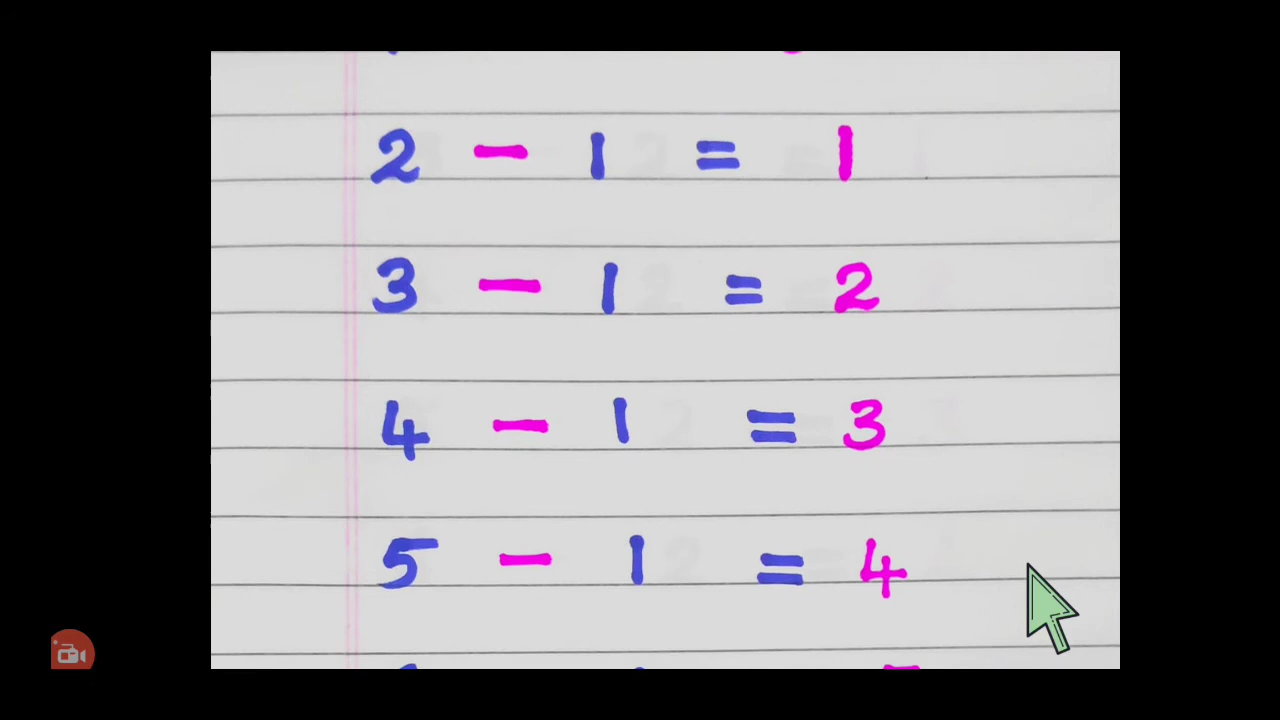 2 - 1 = 1
3 - 1 = 2
4 - 1 = 3
5 - 1 = 4